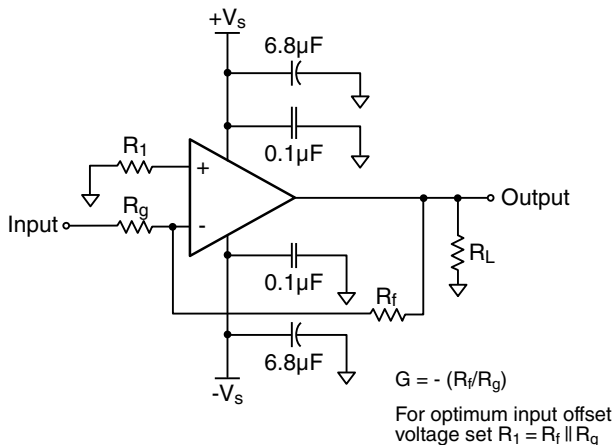 +Vs
6.8µF
R1
+
0.1µF
Rg
Input
-
Output
RL
0.1µF
Rf
6.8µF
-Vs
G = - (Rf/Rg)
For optimum input offset
voltage set R1 = Rf || Rg